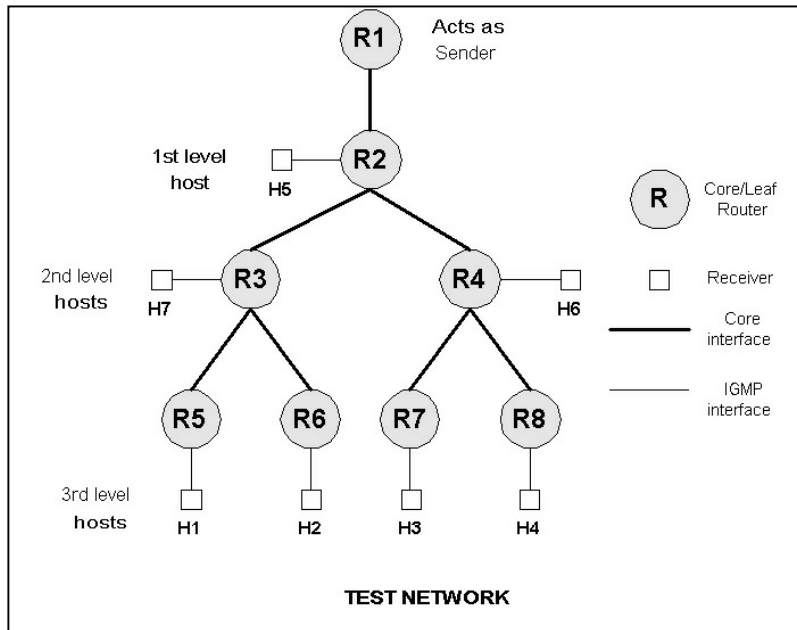 R1
Acts as
Sender
1st level
host
H5
R2
R
Core/Leaf
Router
2nd level
hosts
H7
R3
R4
H6
Receiver
Core
interface
IGMP
interface
R5
R6
R7
R8
3rd level
hosts
H1
H2
H3
H4
TEST NETWORK